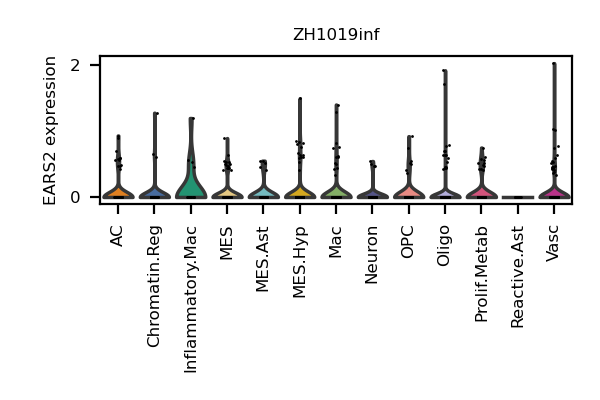 ZH1019inf
EARS2 expression
2
0
AC
Chromatin.Reg
Inflammatory.Mac
MES
MES.Ast
MES.Hyp
Mac
Neuron
OPC
Oligo
Prolif.Metab
Reactive.Ast
Vasc